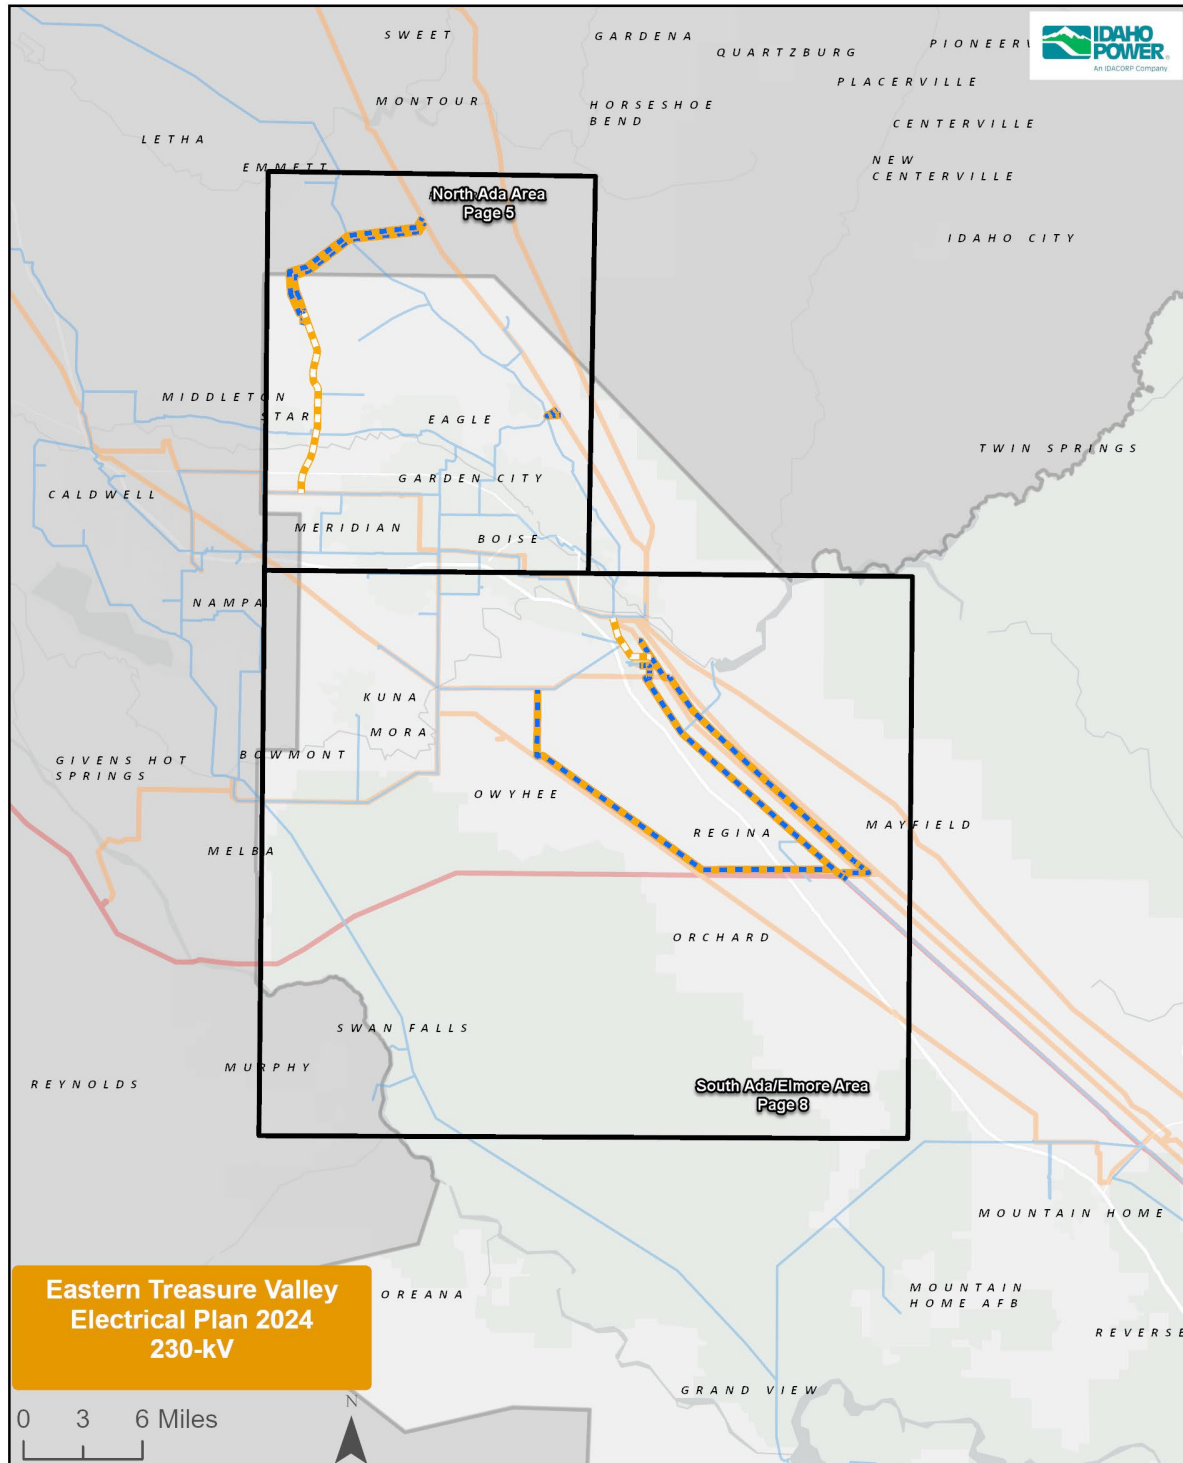 SWEET
GARDENA
QUARTZBURG
IDAHO
POWER®
An IDACORP Company
PLACERVILLE
MONTOUR
HORSESHOE
BEND
CENTERVILLE
LETHA
EMMETT
NEW
CENTERVILLE
North Ada Area
Page 5
IDAHO CITY
MIDDLETON
STAR
EAGLE
TWIN SPRINGS
GARDEN CITY
CALDWELL
MERIDIAN
BOISE
NAMPA
KUNA
MORA
BOWMONT
GIVENS HOT
SPRINGS
OWYHEE
REGINA
MAYFIELD
MELBA
ORCHARD
SWAN FALLS
MURPHY
REYNOLDS
South Ada/Elmore Area
Page 8
MOUNTAIN HOME
Eastern Treasure Valley
Electrical Plan 2024
230-kV
OREANA
MOUNTAIN
HOME AFB
REVERSE
GRAND VIEW
N
0 3 6 Miles